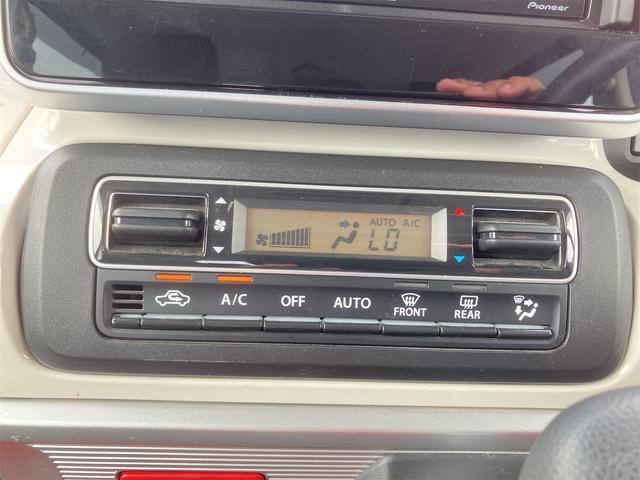 Pioneer
AUTO A/C
LO
A/C OFF AUTO FRONT REAR